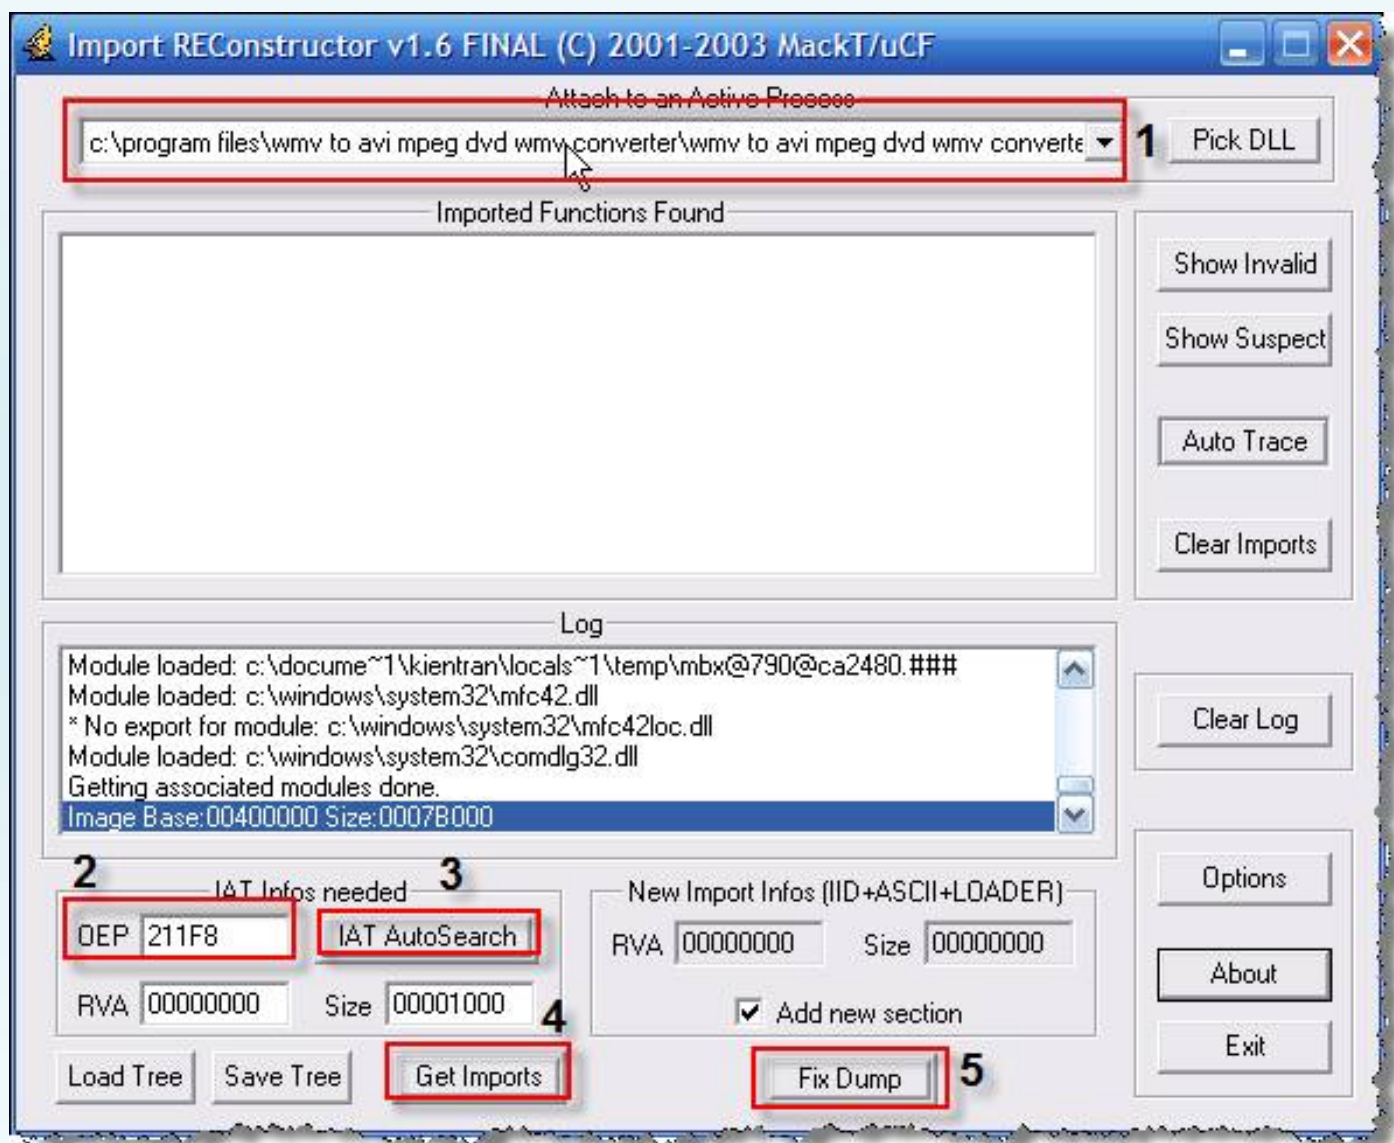 Import REConstructor v1.6 FINAL (C) 2001-2003 MackT/uCF
Attach to an Active Process
c:\program files\wmv to avi mpeg dvd wmv converter\wmv to avi mpeg dvd wmv converte
1
Pick DLL
Imported Functions Found
Show Invalid
Show Suspect
Auto Trace
Clear Imports
Log
Module loaded: c:\docume~1\kientran\locals~1\temp\mbx@790@ca2480.###
Module loaded: c:\windows\system32\mfc42.dll
* No export for module: c:\windows\system32\mfc42loc.dll
Module loaded: c:\windows\system32\comdlg32.dll
Getting associated modules done.
Image Base:00400000 Size:0007B000
Clear Log
2
IAT Infos needed
3
OEP 211F8
IAT AutoSearch
RVA 00000000
Size 00001000
4
New Import Infos (IID+ASCII+LOADER)
RVA 00000000
Size 00000000
Add new section
Options
About
Exit
Load Tree
Save Tree
Get Imports
Fix Dump
5